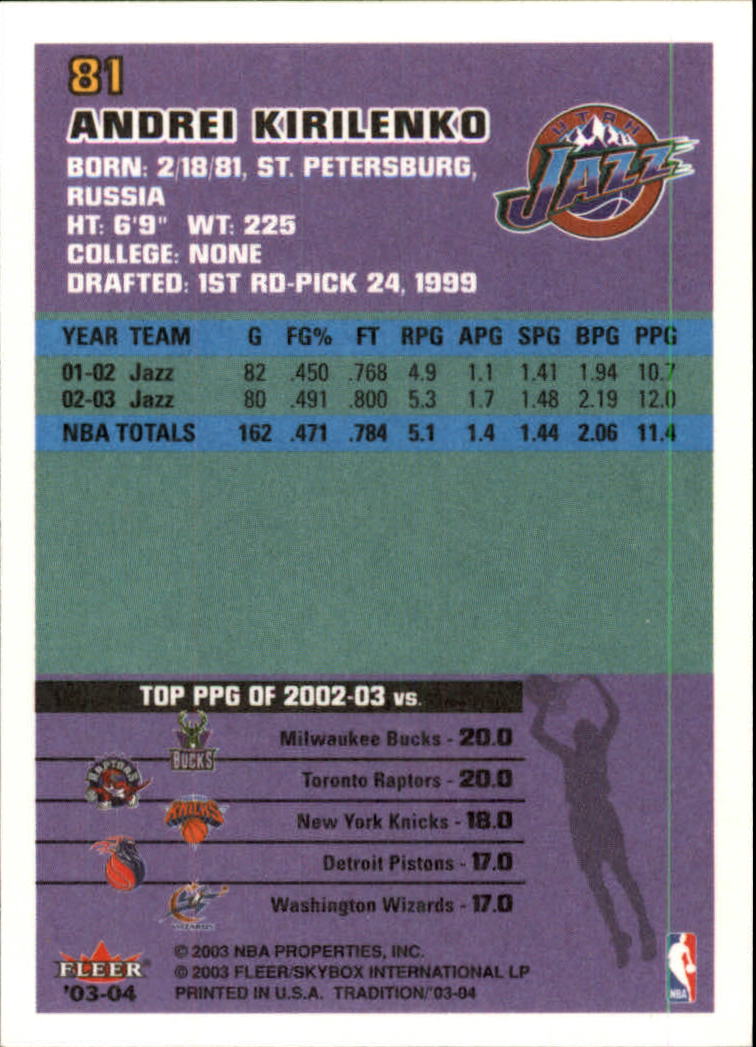 81
ANDREI KIRILENKO
UTAH
JAZZ
BORN: 2/18/81, ST. PETERSBURG,
RUSSIA
HT: 6'9" WT: 225
COLLEGE: NONE
DRAFTED: 1ST RD-PICK 24, 1999
YEAR TEAM G FG% FT RPG APG SPG BPG PPG
01-02 Jazz 82 .450 .768 4.9 1.1 1.41 1.94 10.7
02-03 Jazz 80 .491 .800 5.3 1.7 1.48 2.19 12.0
NBA TOTALS 162 .471 .784 5.1 1.4 1.44 2.06 11.4
TOP PPG OF 2002-03 vs.
BUCKS
Milwaukee Bucks - 20.0
RAPTORS
Toronto Raptors - 20.0
KNICKS
New York Knicks - 18.0
Detroit Pistons - 17.0
WIZARDS
Washington Wizards - 17.0
FLEER
'03-04
© 2003 NBA PROPERTIES, INC.
© 2003 FLEER/SKYBOX INTERNATIONAL LP
PRINTED IN U.S.A. TRADITION/'03-04
NBA